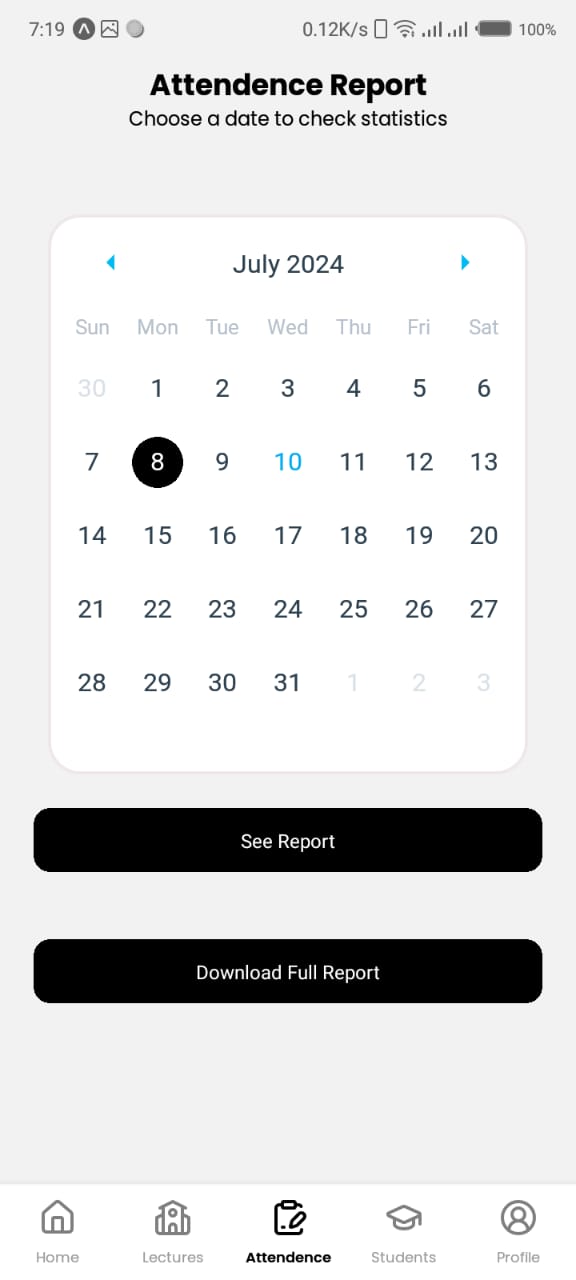 7:19 0.12K/s 100%
Attendence Report
Choose a date to check statistics
July 2024
Sun Mon Tue Wed Thu Fri Sat
30 1 2 3 4 5 6
7 8 9 10 11 12 13
14 15 16 17 18 19 20
21 22 23 24 25 26 27
28 29 30 31 1 2 3
See Report
Download Full Report
Home Lectures Attendence Students Profile